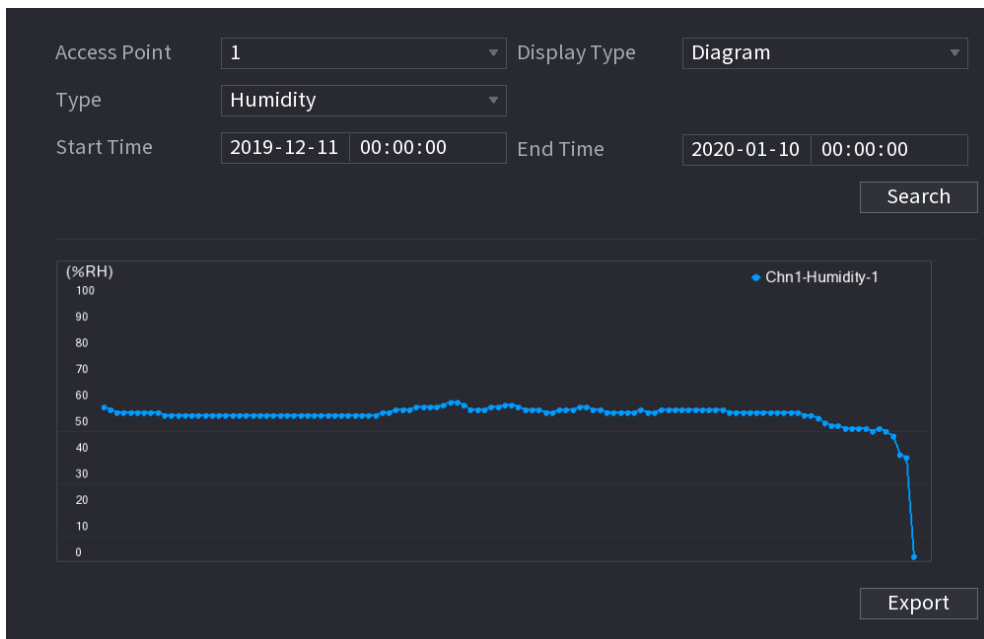 Access Point 1 Display Type Diagram
Type Humidity
Start Time 2019-12-11 00:00:00 End Time 2020-01-10 00:00:00
Search
(%RH)
Chn1-Humidity-1
100
90
80
70
60
50
40
30
20
10
0
Export